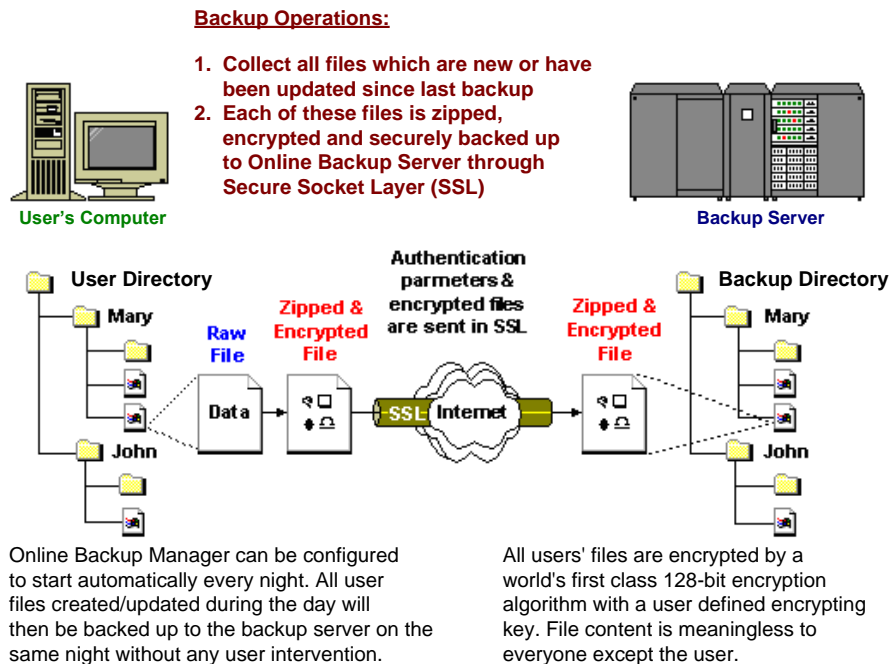 Backup Operations:
1. Collect all files which are new or have
been updated since last backup
2. Each of these files is zipped,
encrypted and securely backed up
to Online Backup Server through
Secure Socket Layer (SSL)
User's Computer
Backup Server
User Directory
Mary
John
Raw
File
Data
Zipped &
Encrypted
File
Authentication
parmeters &
encrypted files
are sent in SSL
SSL
Internet
Zipped &
Encrypted
File
Backup Directory
Mary
John
Online Backup Manager can be configured
to start automatically every night. All user
files created/updated during the day will
then be backed up to the backup server on the
same night without any user intervention.
All users' files are encrypted by a
world's first class 128-bit encryption
algorithm with a user defined encrypting
key. File content is meaningless to
everyone except the user.